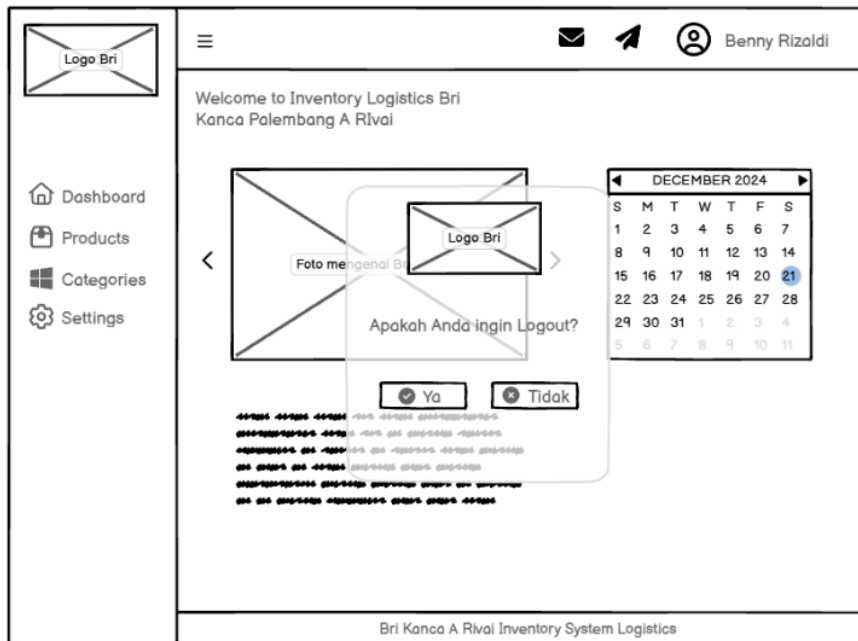 Logo Bri
Benny Rizaldi
Welcome to Inventory Logistics Bri
Kanca Palembang A RIvai
Dashboard
Products
Categories
Settings
Foto mengenai Bri
Logo Bri
Apakah Anda ingin Logout?
Ya
Tidak
DECEMBER 2024
S M T W T F S
1 2 3 4 5 6 7
8 9 10 11 12 13 14
15 16 17 18 19 20 21
22 23 24 25 26 27 28
29 30 31 1 2 3 4
5 6 7 8 9 10 11
Bri Kanca A Rivai Inventory System Logistics